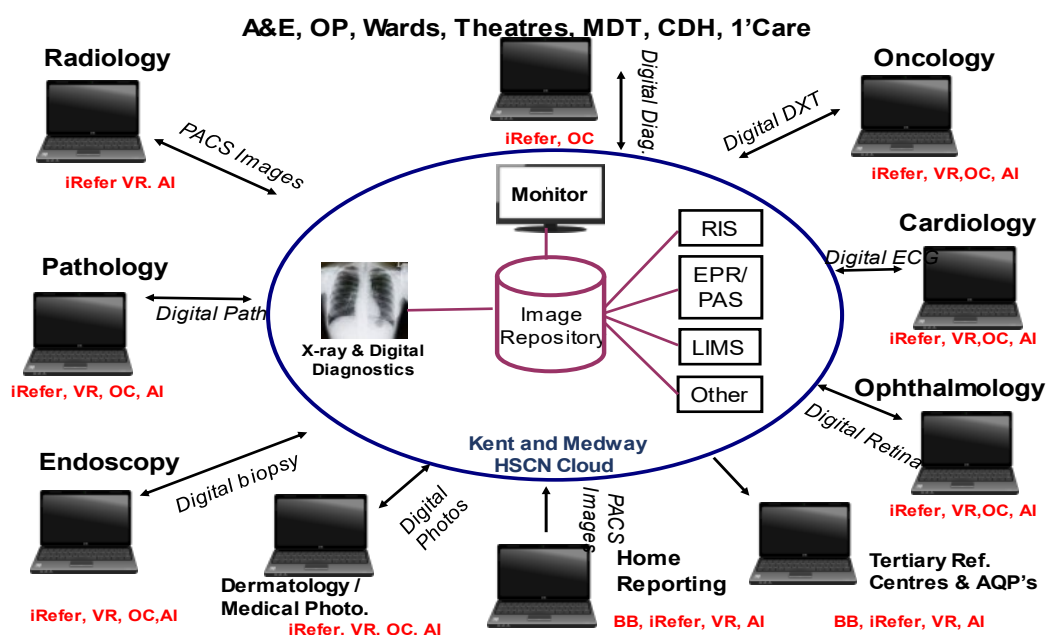 A&E, OP, Wards, Theatres, MDT, CDH, 1'Care
Radiology
iRefer VR. AI
PACS Images
iRefer, OC
Digital Diag.
Oncology
Digital DXT
iRefer, VR,OC, AI
Monitor
RIS
EPR/
PAS
LIMS
Other
Image
Repository
X-ray & Digital
Diagnostics
Kent and Medway
HSCN Cloud
Pathology
Digital Path
iRefer, VR, OC, AI
Cardiology
Digital ECG
iRefer, VR,OC, AI
Ophthalmology
Digital Retina
iRefer, VR,OC, AI
Endoscopy
Digital biopsy
iRefer, VR, OC,AI
Digital
Photos
Dermatology /
Medical Photo.
iRefer. VR. OC. AI
PACS
Images
Home
Reporting
BB, iRefer, VR, AI
Tertiary Ref.
Centres & AQP's
BB, iRefer, VR, AI